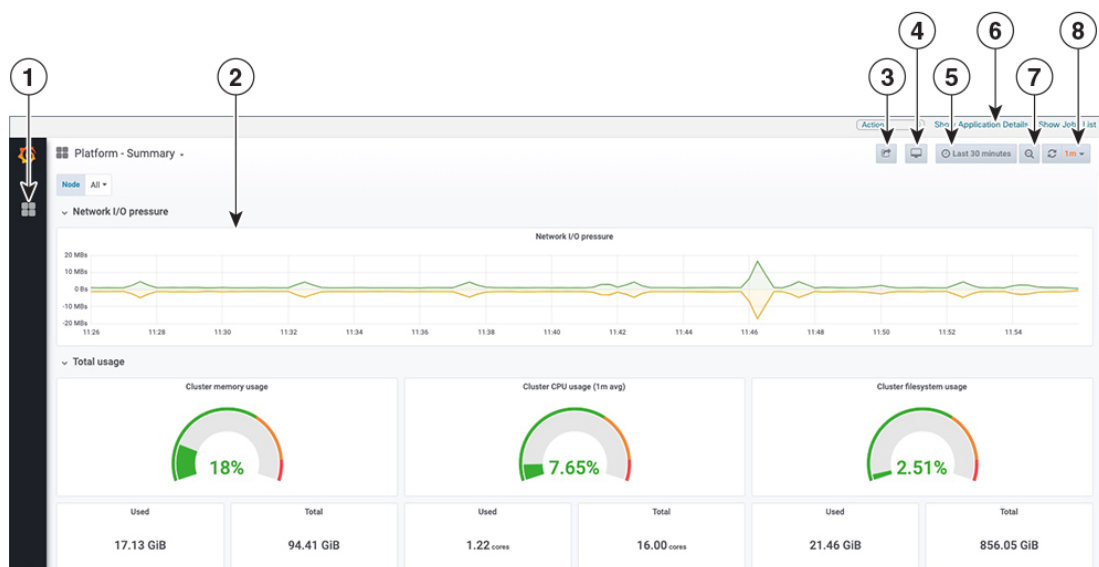 4 6 8
1 2 3 5 7
Show Application Details Show Job List
Platform - Summary
Last 30 minutes 1m
Node All
Network I/O pressure
Network I/O pressure
20 MBs
10 MBs
0 Bs
-10 MBs
-20 MBs
11:26 11:28 11:30 11:32 11:34 11:36 11:38 11:40 11:42 11:44 11:46 11:48 11:50 11:52 11:54
Total usage
Cluster memory usage Cluster CPU usage (1m avg) Cluster filesystem usage
18% 7.65% 2.51%
Used Total Used Total Used Total
17.13 GiB 94.41 GiB 1.22 cores 16.00 cores 21.46 GiB 856.05 GiB